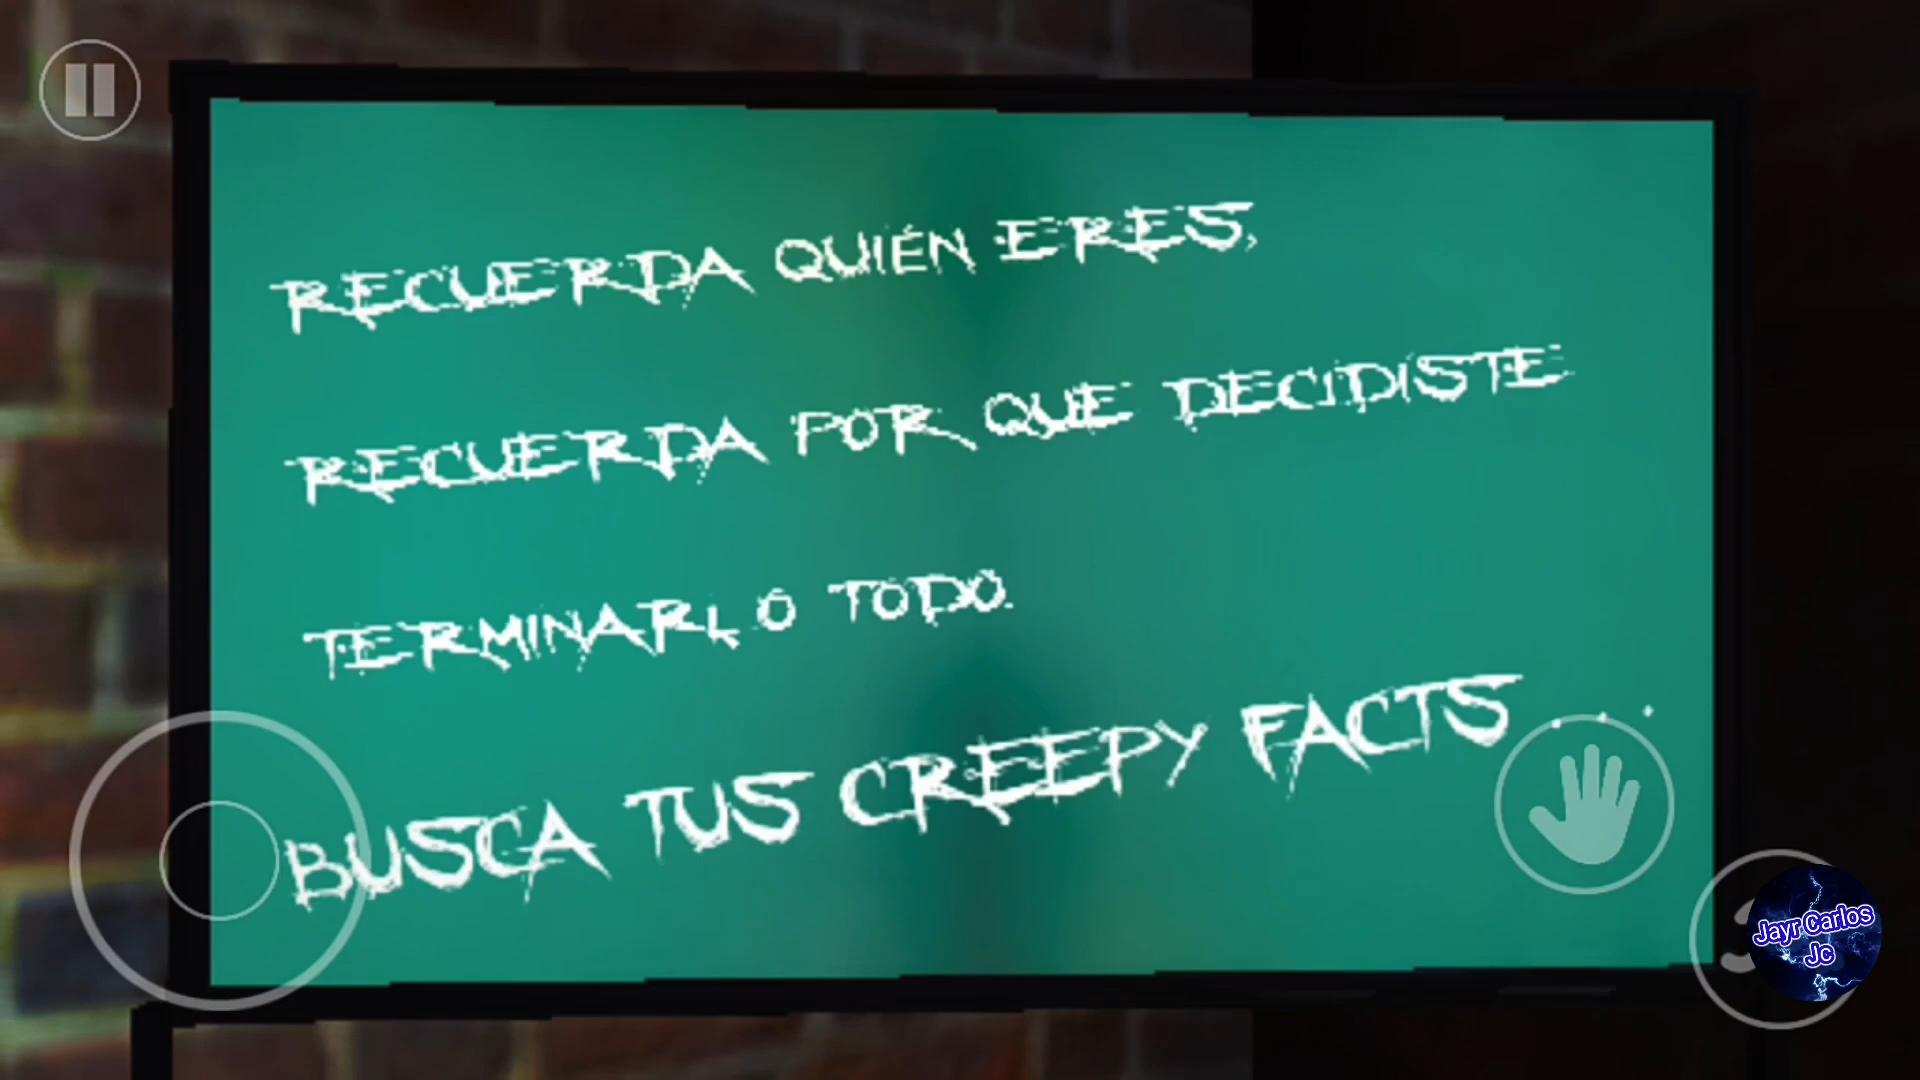 RECUERDA QUIÉN ERES,
RECUERDA POR QUE DECIDISTE
TERMINARLO TODO.
BUSCA TUS CREEPY FACTS . . .
Jayr Carlos
Jc